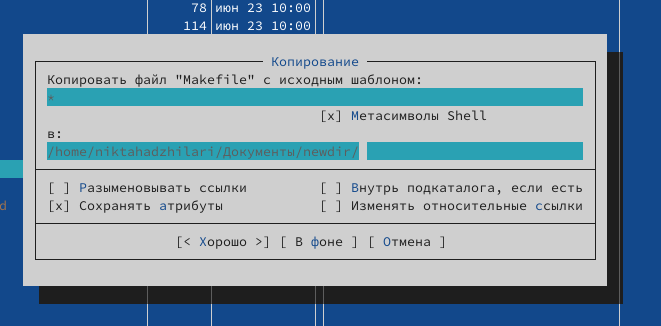 78 июн 23 10:00
114 июн 23 10:00
Копирование
Копировать файл "Makefile" с исходным шаблоном:
*
[x] Метасимволы Shell
в:
/home/niktahadzhilari/Документы/newdir/
[ ] Разыменовывать ссылки [ ] Внутрь подкаталога, если есть
d
[x] Сохранять атрибуты [ ] Изменять относительные ссылки
[< Хорошо >] [ В фоне ] [ Отмена ]